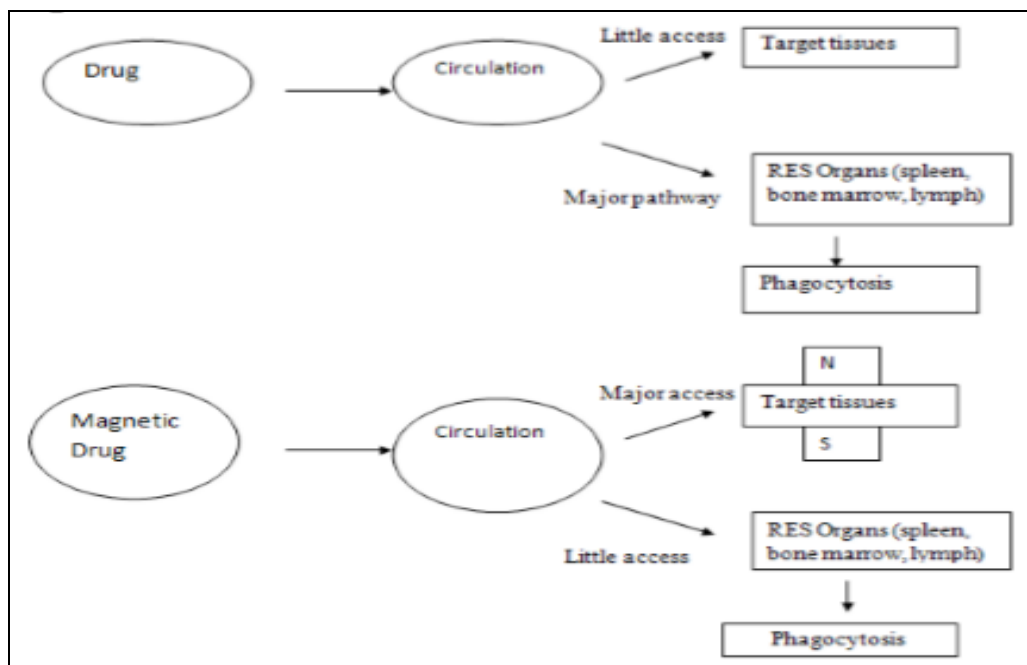 Drug
Circulation
Little access
Target tissues
Major pathway
RES Organs (spleen,
bone marrow, lymph)
Phagocytosis
Magnetic
Drug
Circulation
Major access
N
Target tissues
S
Little access
RES Organs (spleen,
bone marrow, lymph)
Phagocytosis